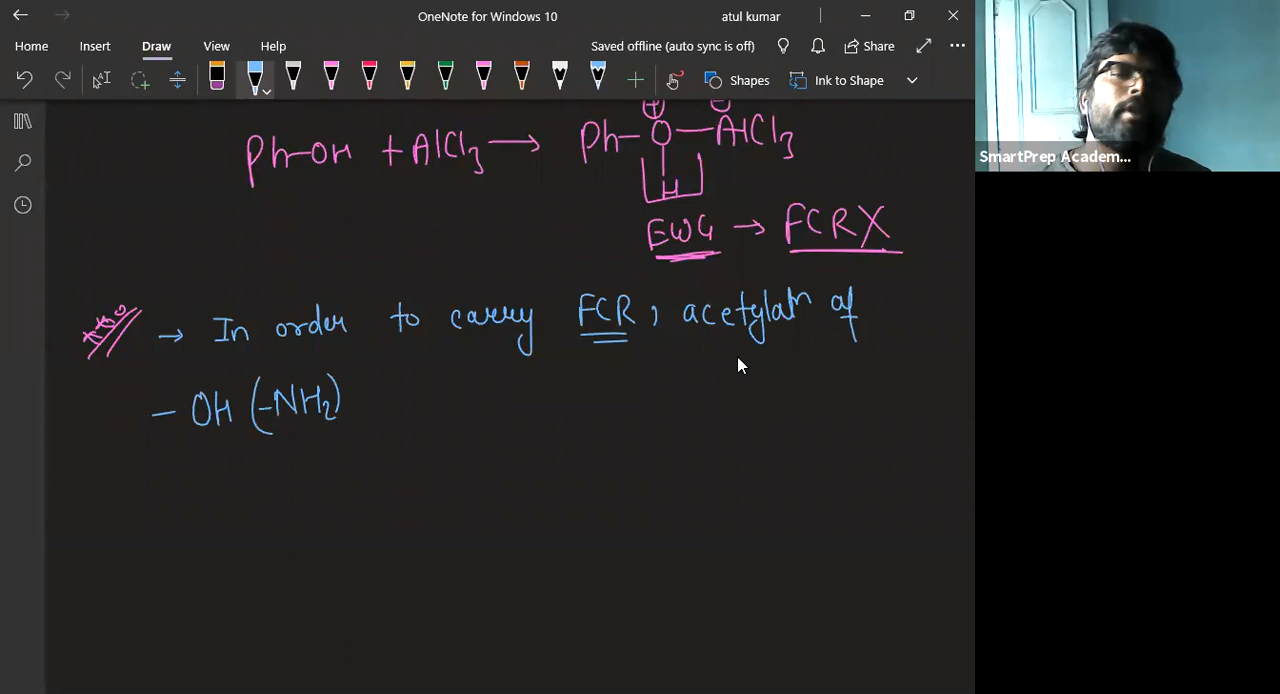 OneNote for Windows 10
atul kumar
Home Insert Draw View Help
Saved offline (auto sync is off)
Share
Shapes
Ink to Shape
SmartPrep Academ...
Ph-OH + AlCl3 → Ph-O-AlCl3
⊕ ⊖
H
EWG → FCRX
→ In order to carry FCR, acetylatn of
- OH (-NH2)